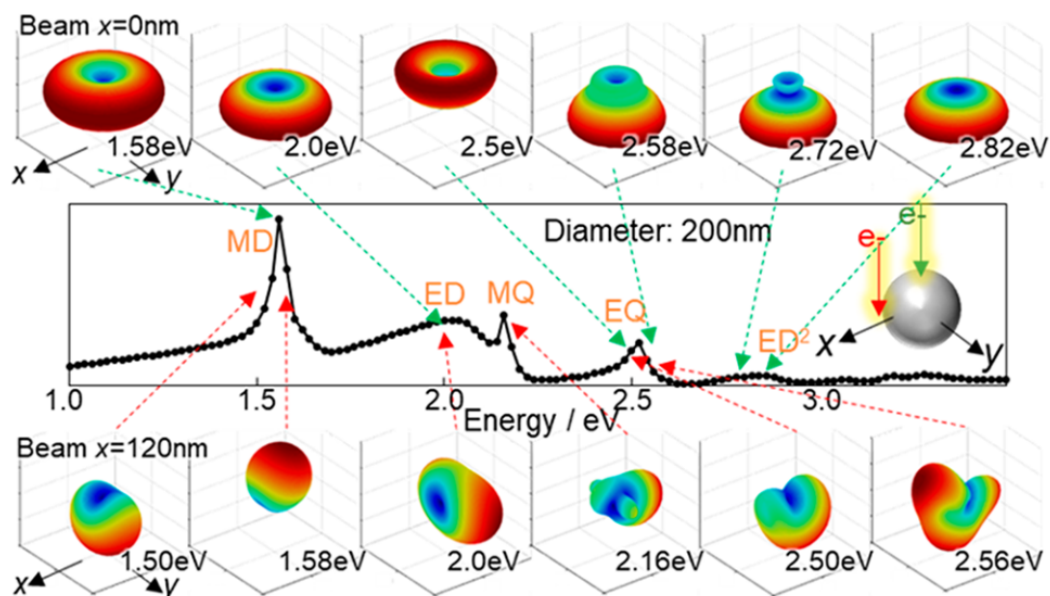 Beam x=0nm
1.58eV
2.0eV
2.5eV
2.58eV
2.72eV
2.82eV
x
y
Diameter: 200nm
e-
e-
MD
ED
MQ
EQ
ED²
x
y
1.0
1.5
2.0
2.5
3.0
Energy / eV
Beam x=120nm
1.50eV
1.58eV
2.0eV
2.16eV
2.50eV
2.56eV
x
y